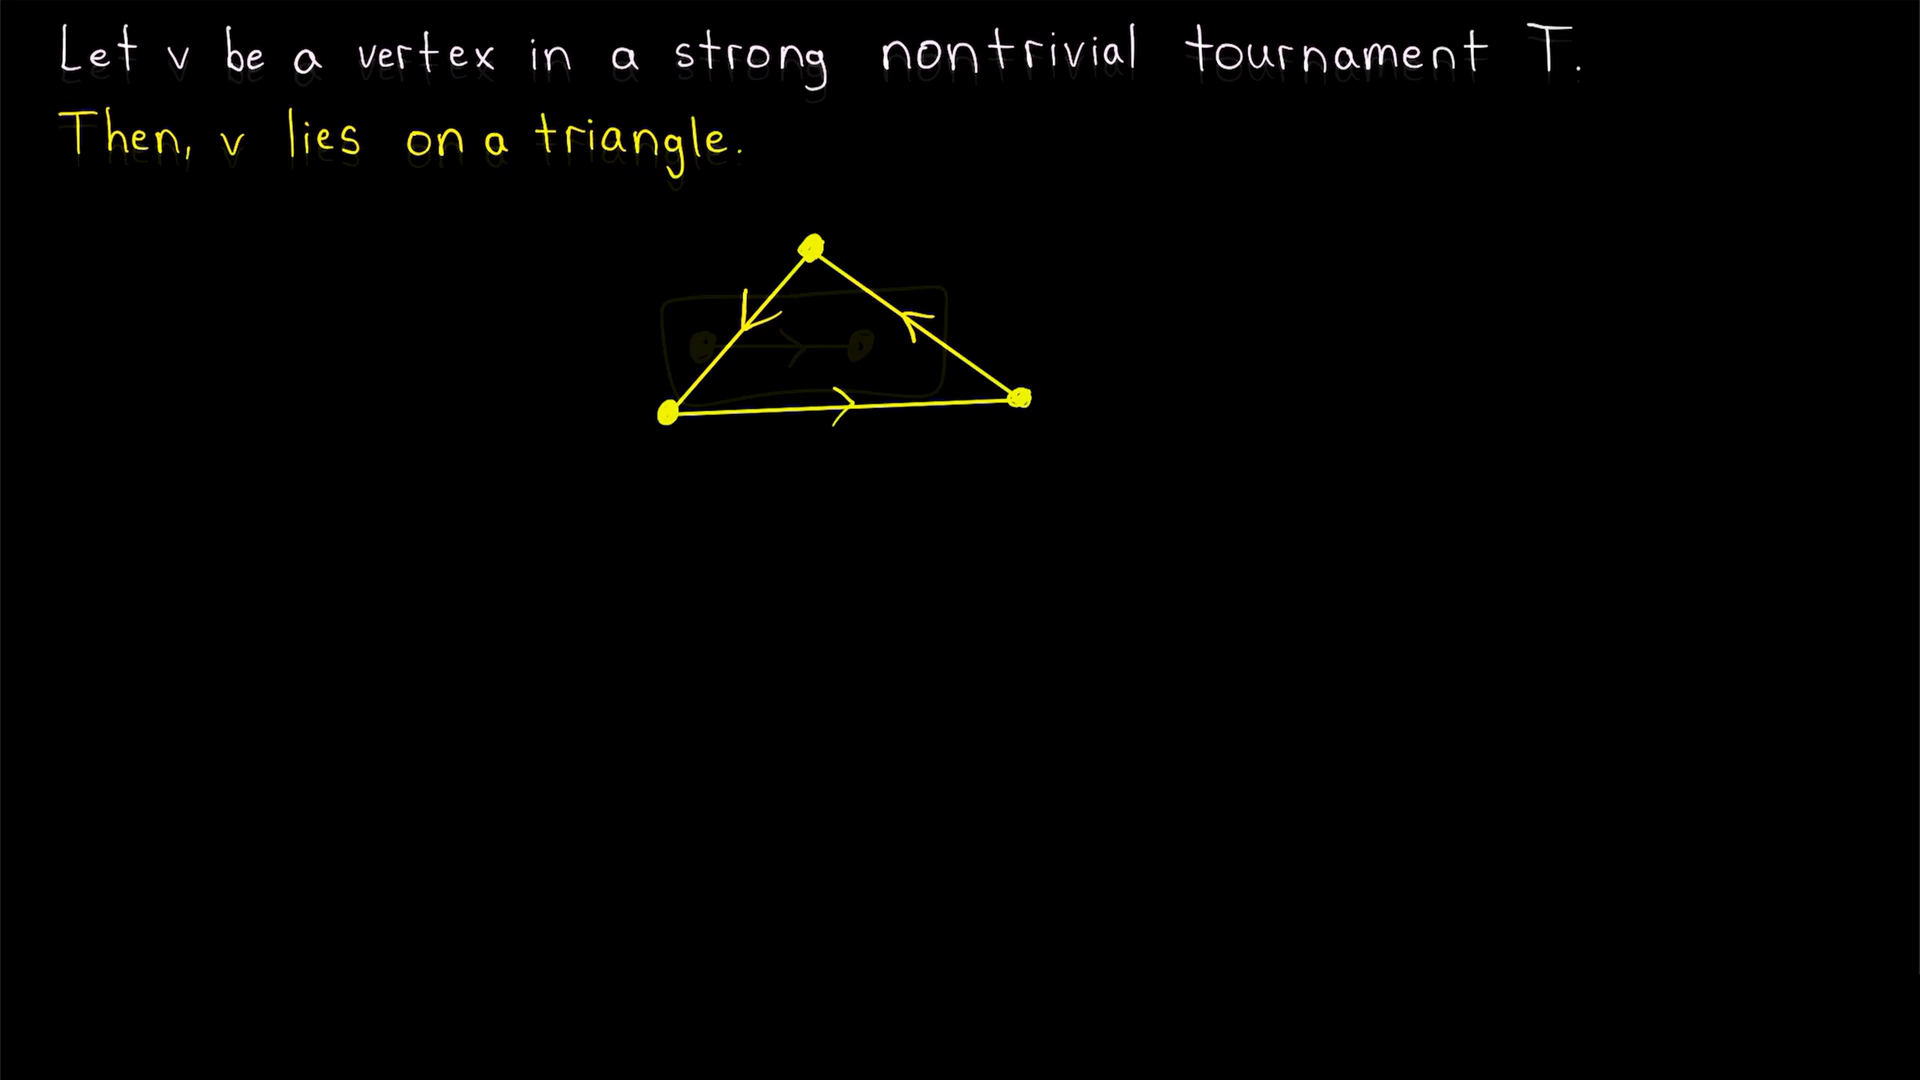 Let v be a vertex in a strong nontrivial tournament T.
Then, v lies on a triangle.